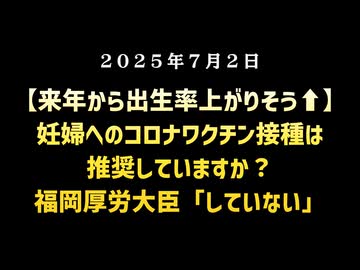 ２０２５年７月２日
【来年から出生率上がりそう⬆】
妊婦へのコロナワクチン接種は
推奨していますか？
福岡厚労大臣「していない」